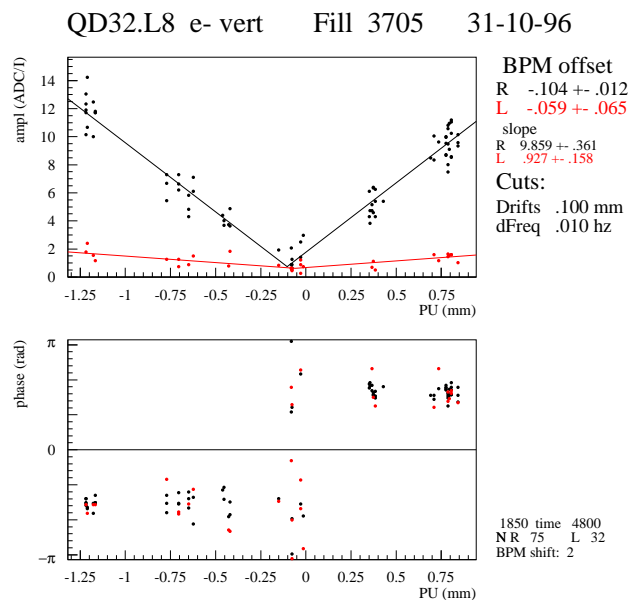 QD32.L8 e- vert Fill 3705 31-10-96
ampl (ADC/I)
14
12
10
8
6
4
2
0
-1.25 -1 -0.75 -0.5 -0.25 0 0.25 0.5 0.75
PU (mm)
BPM offset
R -.104 +- .012
L -.059 +- .065
slope
R 9.859 +- .361
L .927 +- .158
Cuts:
Drifts .100 mm
dFreq .010 hz
phase (rad)
π
0
-π
-1.25 -1 -0.75 -0.5 -0.25 0 0.25 0.5 0.75
PU (mm)
1850 time 4800
N R 75 L 32
BPM shift: 2